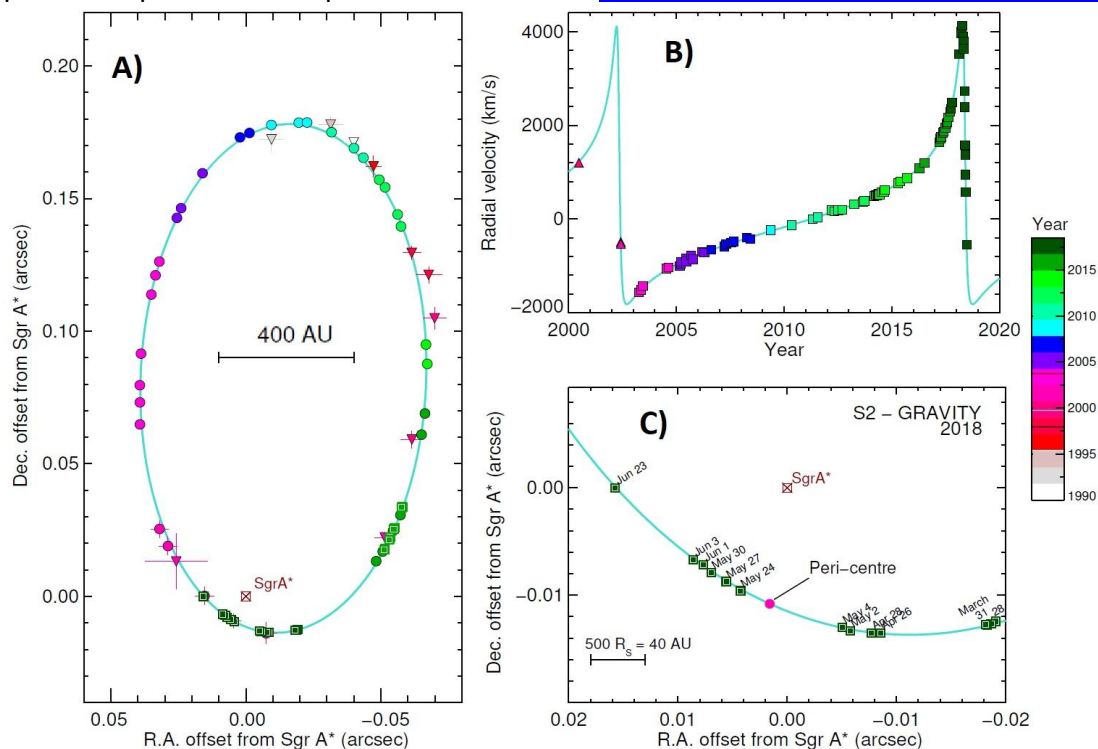 A)
0.20
0.15
0.10
0.05
0.00
Dec. offset from Sgr A* (arcsec)
400 AU
SgrA*
0.05
0.00
−0.05
R.A. offset from Sgr A* (arcsec)
B)
4000
2000
0
−2000
Radial velocity (km/s)
2000
2005
2010
2015
2020
Year
C)
S2 − GRAVITY
2018
0.00
−0.01
Dec. offset from Sgr A* (arcsec)
Jun 23
SgrA*
Jun 3
Jun 1
May 30
May 27
May 24
Peri−centre
May 4
May 2
Apr 28
Apr 26
March
31
28
500 RS = 40 AU
0.02
0.01
0.00
−0.01
−0.02
R.A. offset from Sgr A* (arcsec)
Year
2015
2010
2005
2000
1995
1990